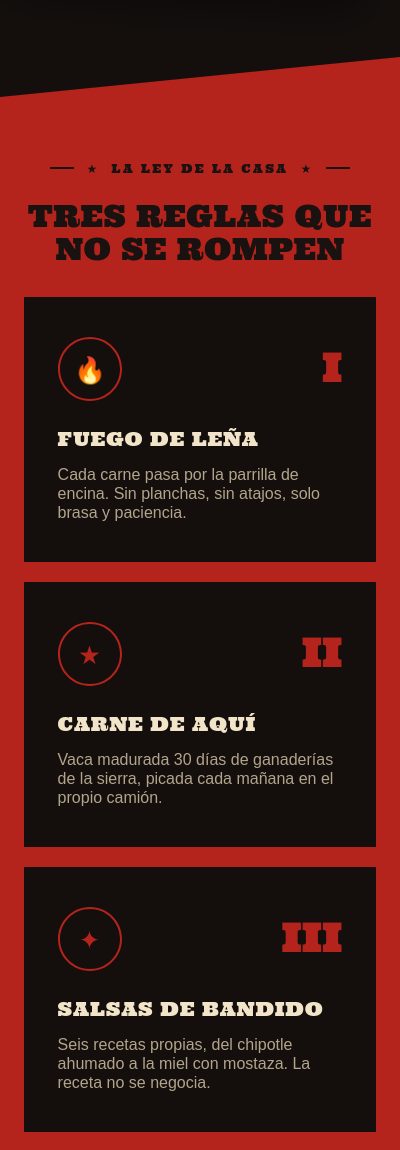 ★ LA LEY DE LA CASA ★
TRES REGLAS QUE
NO SE ROMPEN
I
FUEGO DE LEÑA
Cada carne pasa por la parrilla de
encina. Sin planchas, sin atajos, solo
brasa y paciencia.
II
CARNE DE AQUÍ
Vaca madurada 30 días de ganaderías
de la sierra, picada cada mañana en el
propio camión.
III
SALSAS DE BANDIDO
Seis recetas propias, del chipotle
ahumado a la miel con mostaza. La
receta no se negocia.